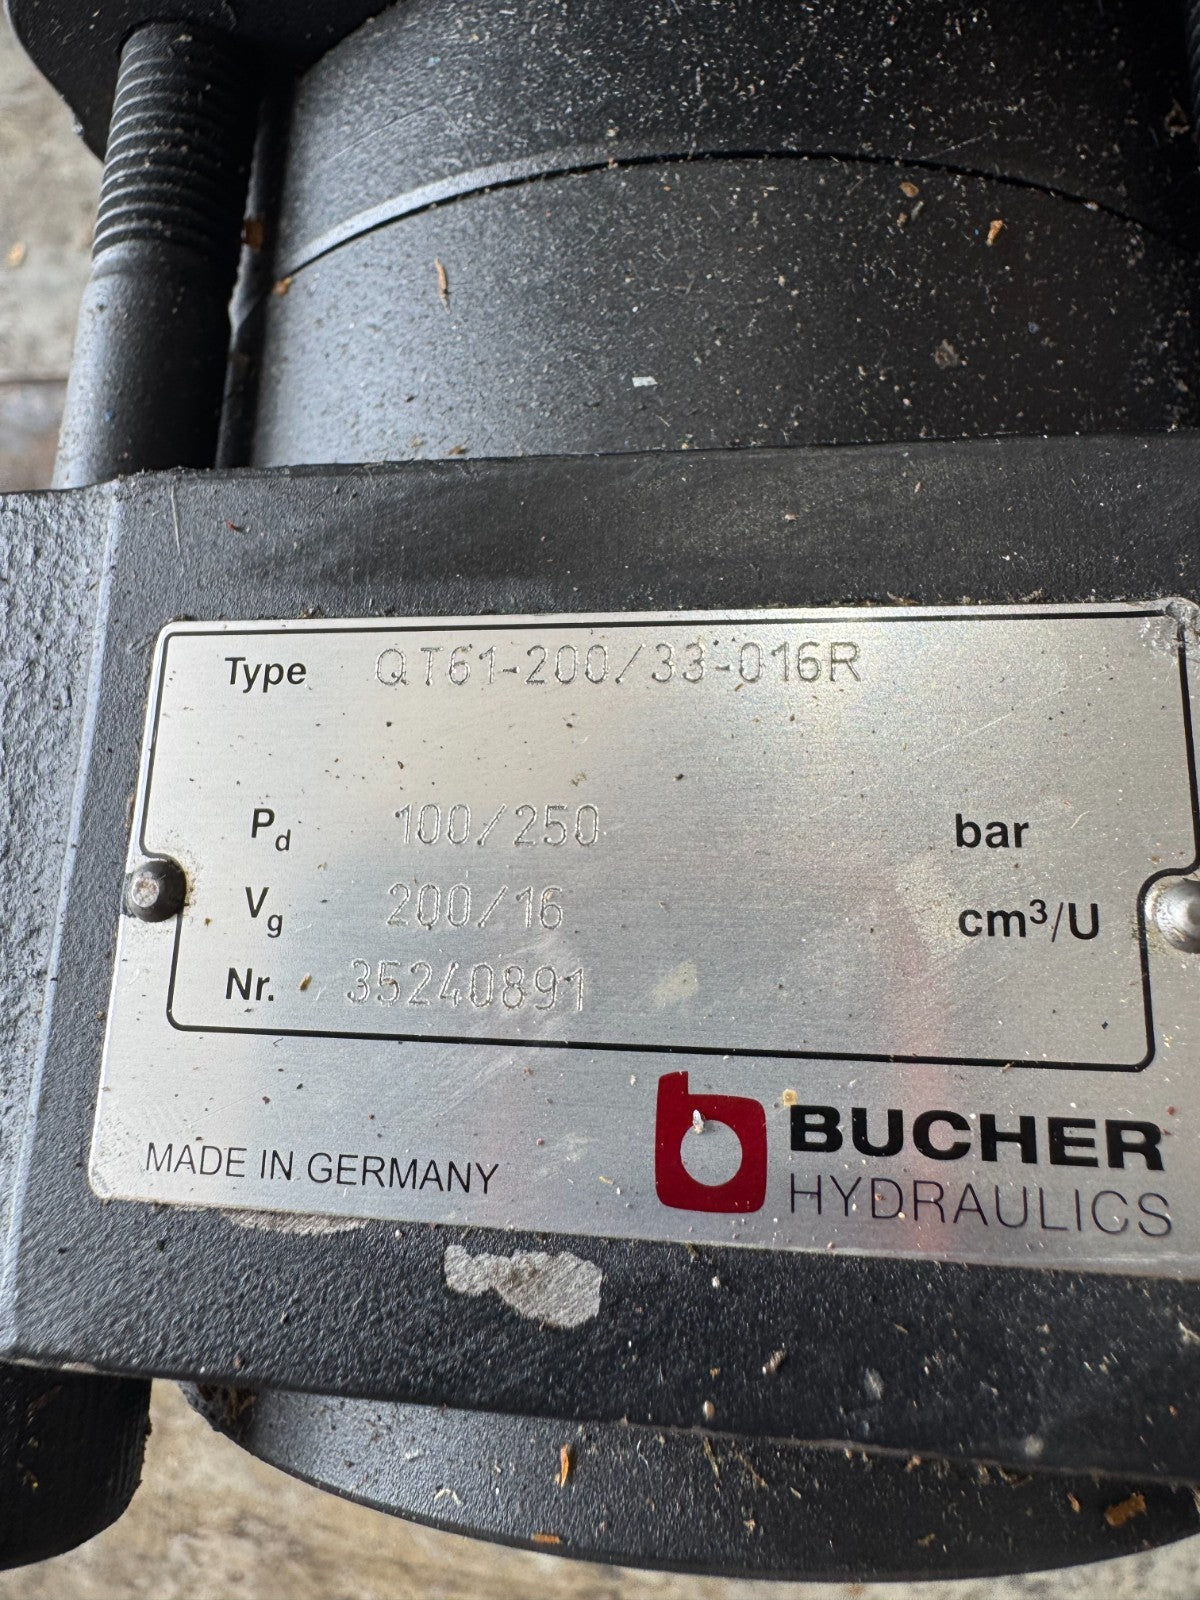 Type QT61-200/33-016R
Pd 100/250 bar
Vg 200/16 cm³/U
Nr. 35240891
MADE IN GERMANY
BUCHER
HYDRAULICS